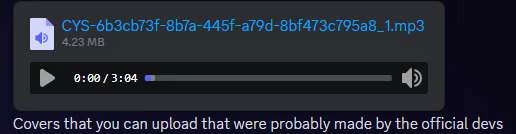 CYS-6b3cb73f-8b7a-445f-a79d-8bf473c795a8_1.mp3
4.23 MB
0:00 / 3:04
Covers that you can upload that were probably made by the official devs